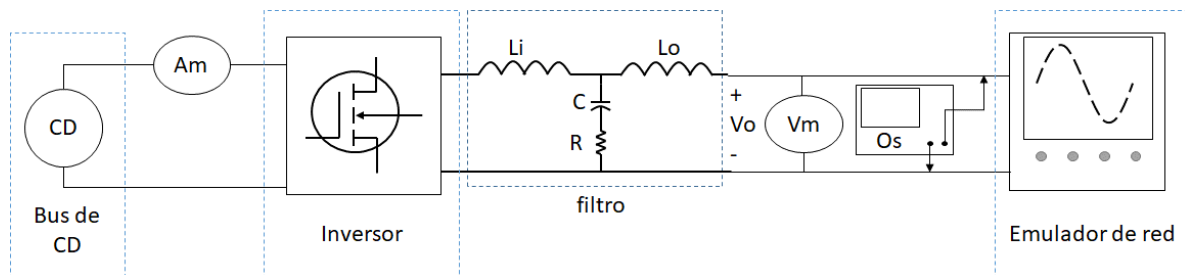 Am
CD
Bus de
CD
Inversor
Li
Lo
C
R
filtro
+
Vo
-
Vm
Os
Emulador de red